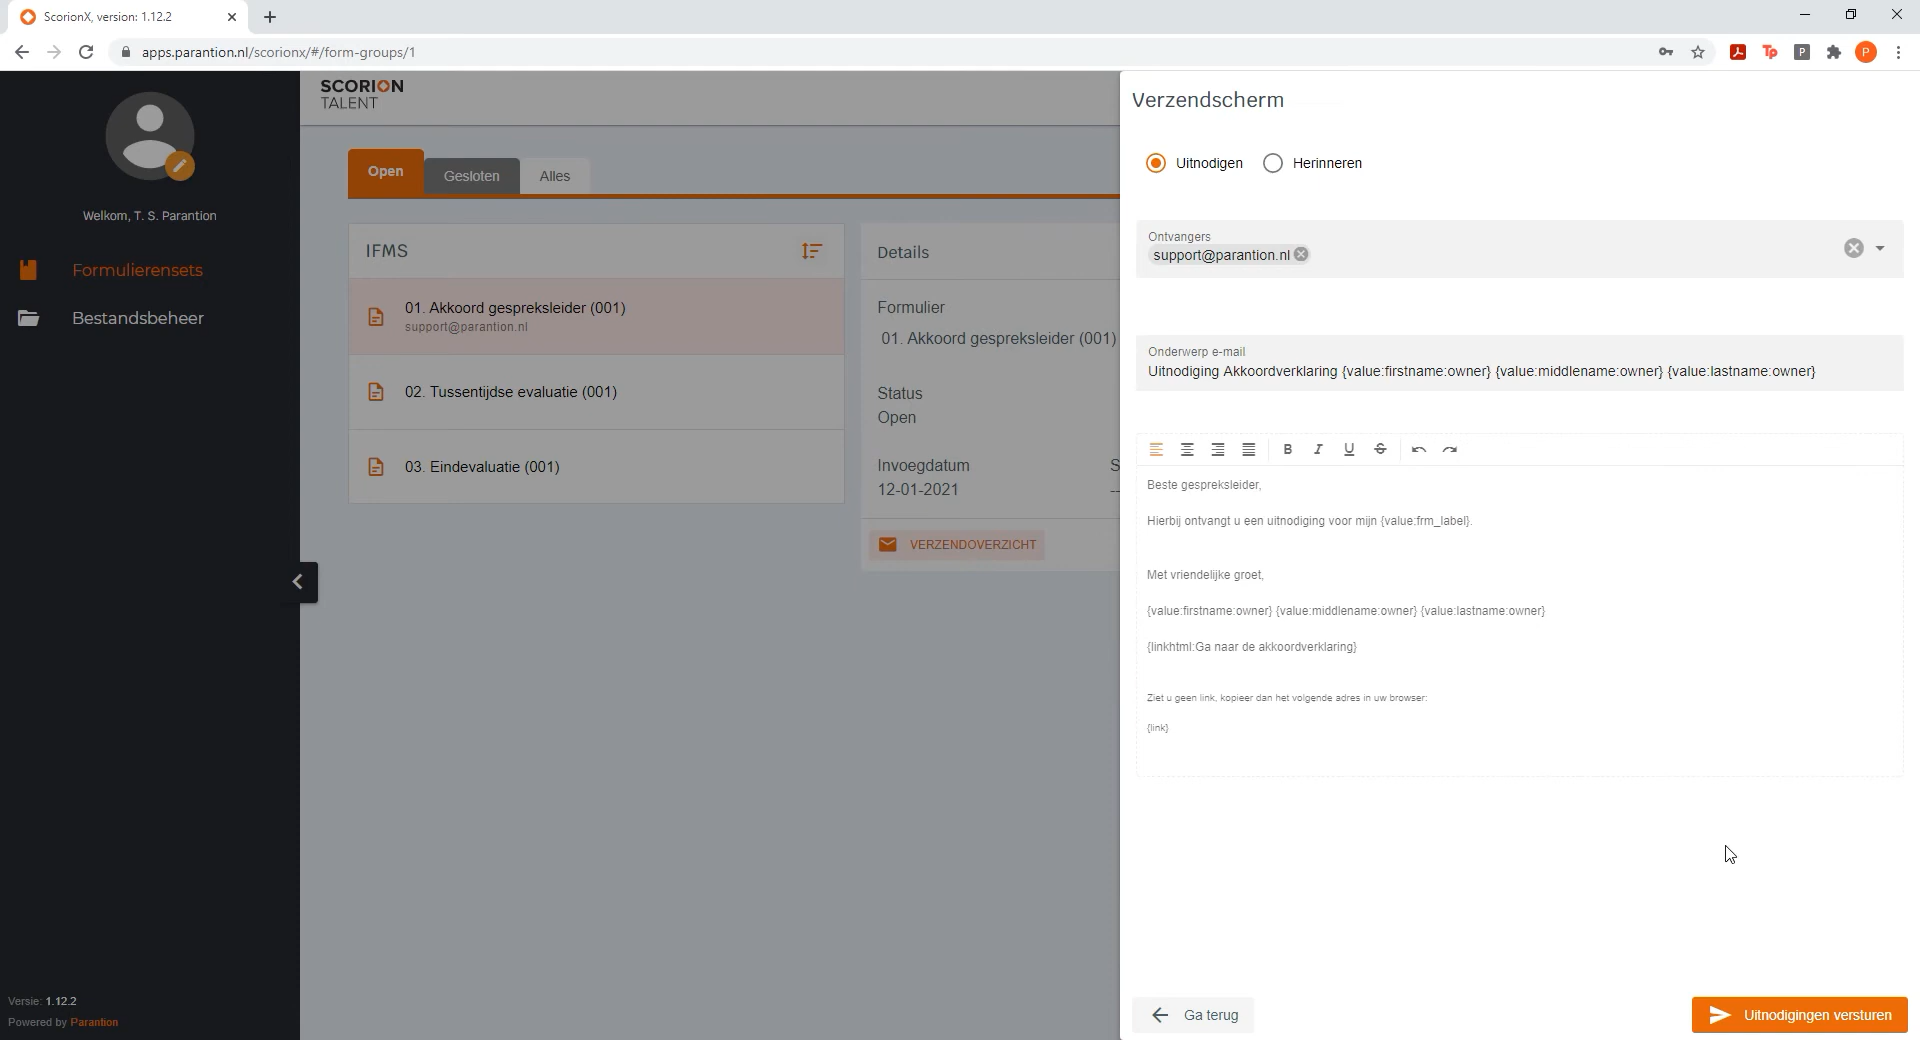 ScorionX, version: 1.12.2
apps.parantion.nl/scorionx/#/form-groups/1
P
P
Welkom, T. S. Parantion
Formulierensets
Bestandsbeheer
Versie: 1.12.2
Powered by Parantion
SCORION
TALENT
Open
Gesloten
Alles
IFMS
01. Akkoord gespreksleider (001)
support@parantion.nl
02. Tussentijdse evaluatie (001)
03. Eindevaluatie (001)
Details
Formulier
01. Akkoord gespreksleider (001)
Status
Open
Invoegdatum
S
12-01-2021
--
VERZENDOVERZICHT
Verzendscherm
Uitnodigen
Herinneren
Ontvangers
support@parantion.nl
Onderwerp e-mail
Uitnodiging Akkoordverklaring {value:firstname:owner} {value:middlename:owner} {value:lastname:owner}
B I U S
Beste gespreksleider,
Hierbij ontvangt u een uitnodiging voor mijn {value:frm_label}.
Met vriendelijke groet,
{value:firstname:owner} {value:middlename:owner} {value:lastname:owner}
{linkhtml:Ga naar de akkoordverklaring}
Ziet u geen link, kopieer dan het volgende adres in uw browser:
{link}
Ga terug
Uitnodigingen versturen